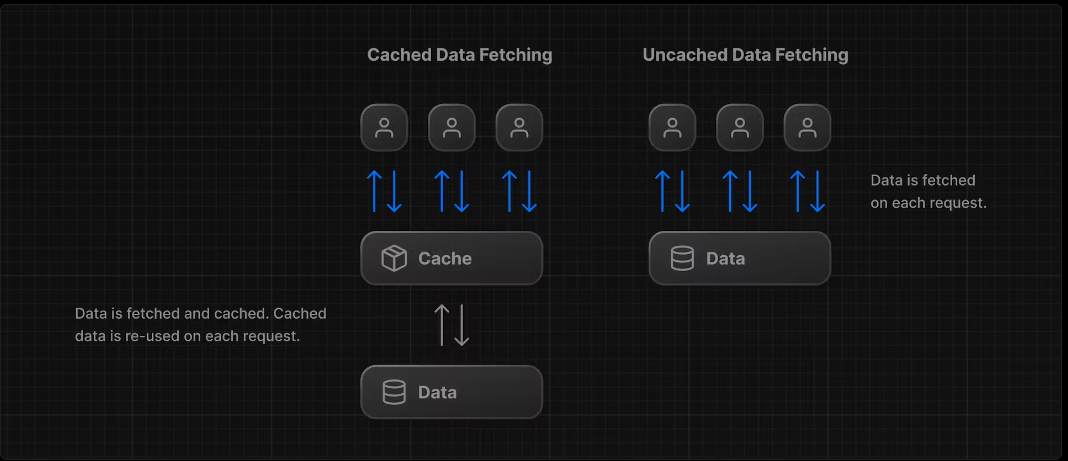 Cached Data Fetching
Uncached Data Fetching
Data is fetched
on each request.
Cache
Data
Data is fetched and cached. Cached
data is re-used on each request.
Data